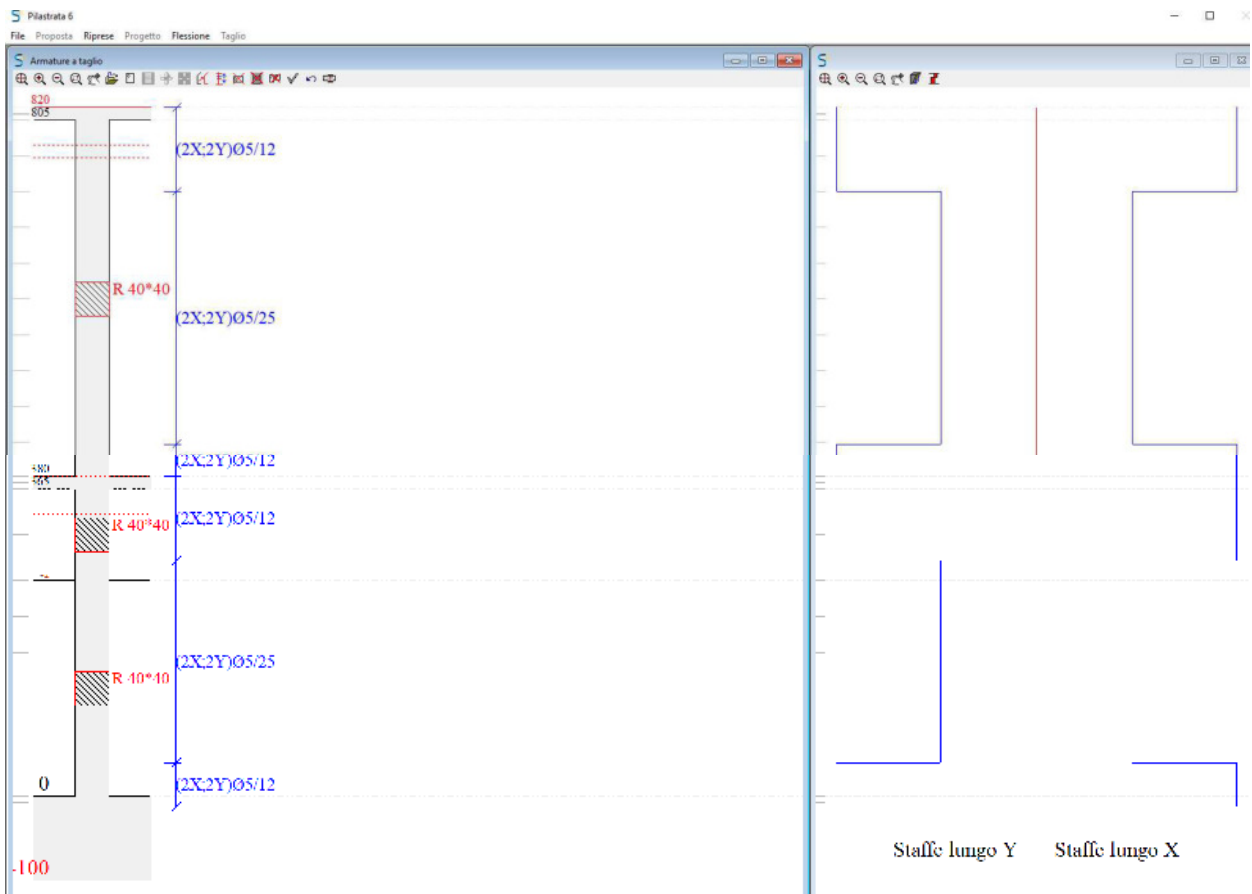 Pilastrata 6
File Proposta Riprese Progetto Flessione Taglio
Armature a taglio
820
805
(2X;2Y)Ø5/12
R 40*40
(2X;2Y)Ø5/25
(2X;2Y)Ø5/12
380
365
(2X;2Y)Ø5/12
R 40*40
(2X;2Y)Ø5/25
R 40*40
0
(2X;2Y)Ø5/12
-100
Staffe lungo Y Staffe lungo X